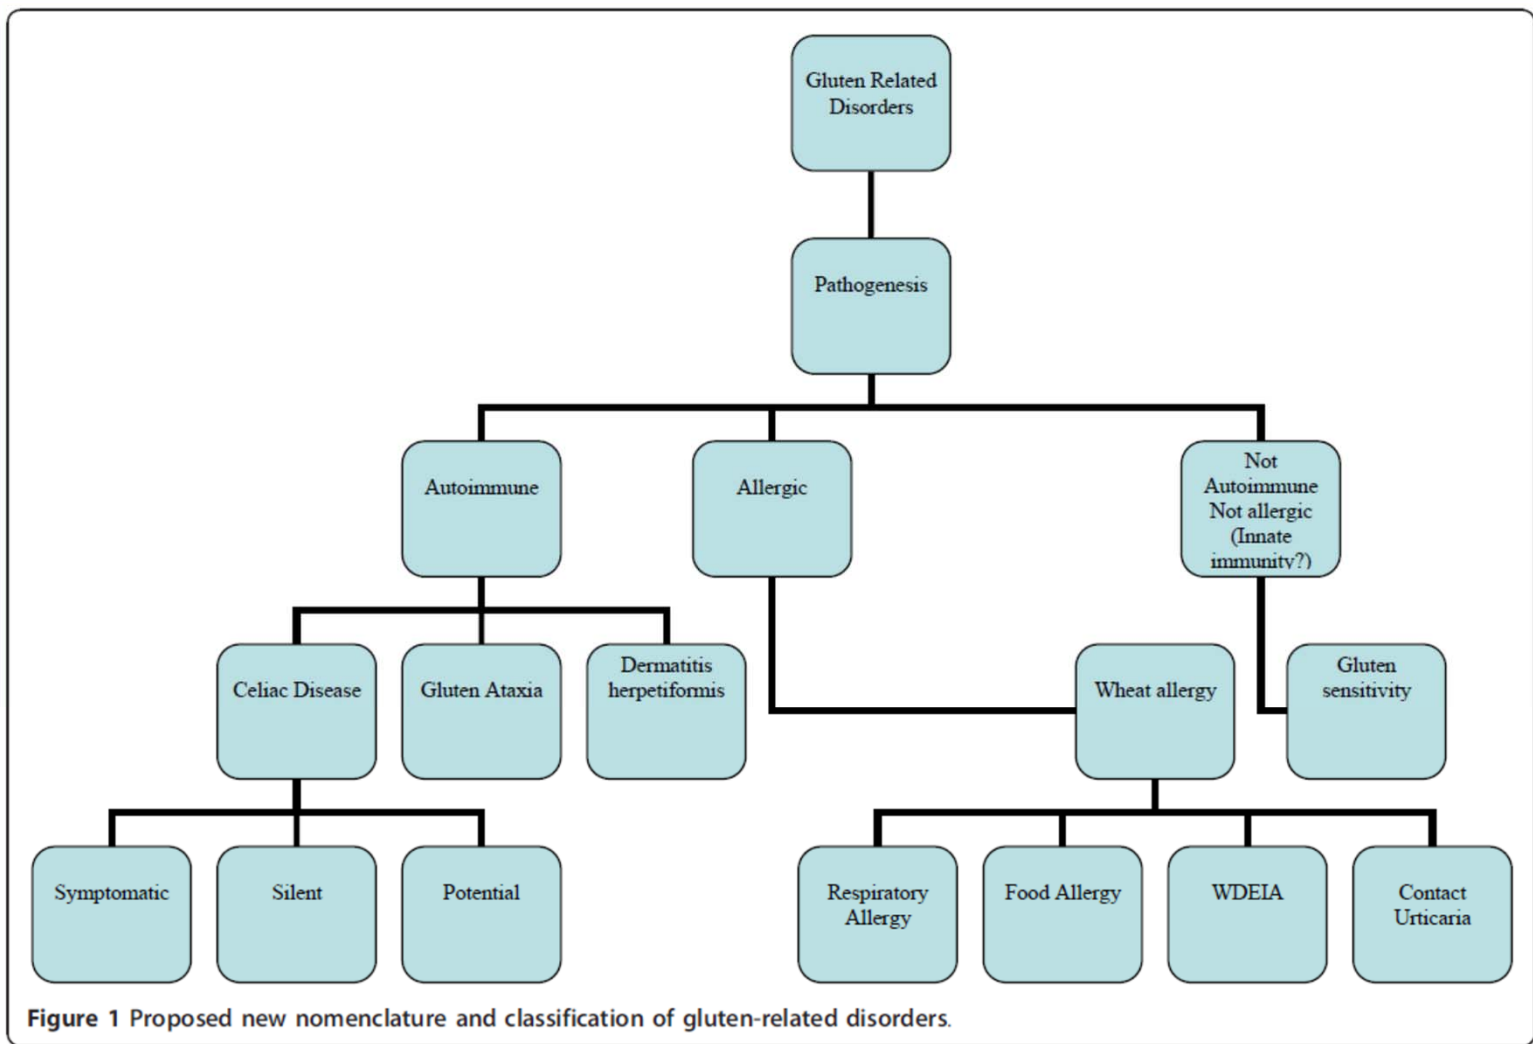 Gluten Related
Disorders
Pathogenesis
Autoimmune
Allergic
Not
Autoimmune
Not allergic
(Innate
immunity?)
Celiac Disease
Gluten Ataxia
Dermatitis
herpetiformis
Wheat allergy
Gluten
sensitivity
Symptomatic
Silent
Potential
Respiratory
Allergy
Food Allergy
WDEIA
Contact
Urticaria
Figure 1 Proposed new nomenclature and classification of gluten-related disorders.